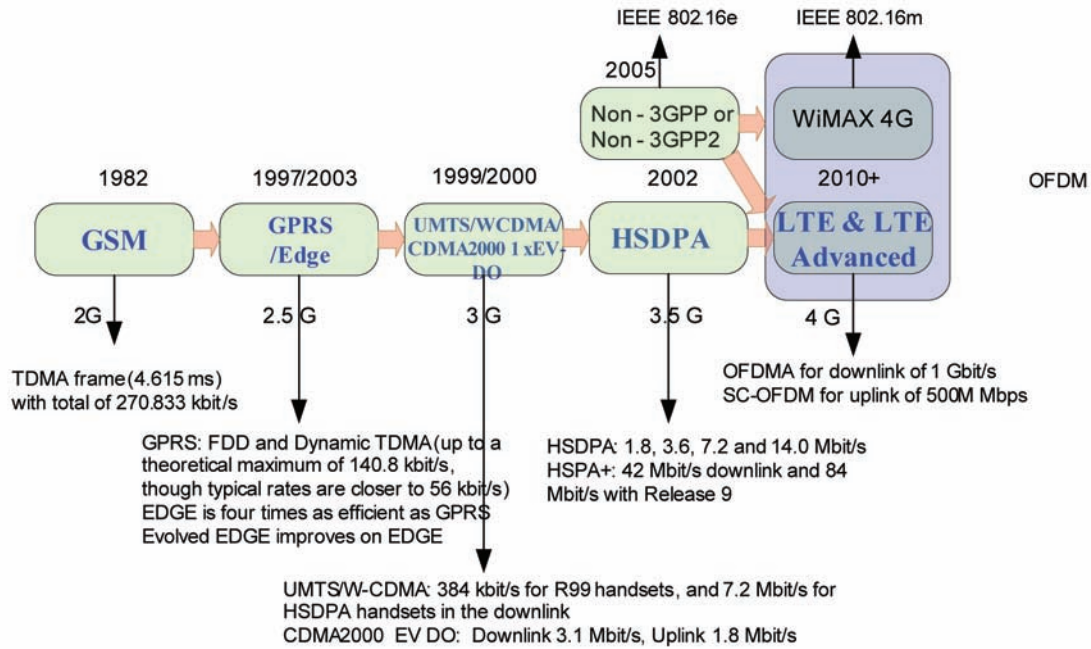 IEEE 802.16e
IEEE 802.16m
2005
Non - 3GPP or
Non - 3GPP2
WiMAX 4G
1982
1997/2003
1999/2000
2002
2010+
OFDM
GSM
GPRS
/Edge
UMTS/WCDMA/
CDMA2000 1 xEV-
DO
HSDPA
LTE & LTE
Advanced
2G
2.5 G
3 G
3.5 G
4 G
TDMA frame (4.615 ms)
with total of 270.833 kbit/s
OFDMA for downlink of 1 Gbit/s
SC-OFDM for uplink of 500M Mbps
GPRS: FDD and Dynamic TDMA (up to a
theoretical maximum of 140.8 kbit/s,
though typical rates are closer to 56 kbit/s)
EDGE is four times as efficient as GPRS
Evolved EDGE improves on EDGE
HSDPA: 1.8, 3.6, 7.2 and 14.0 Mbit/s
HSPA+: 42 Mbit/s downlink and 84
Mbit/s with Release 9
UMTS/W-CDMA: 384 kbit/s for R99 handsets, and 7.2 Mbit/s for
HSDPA handsets in the downlink
CDMA2000 EV DO: Downlink 3.1 Mbit/s, Uplink 1.8 Mbit/s